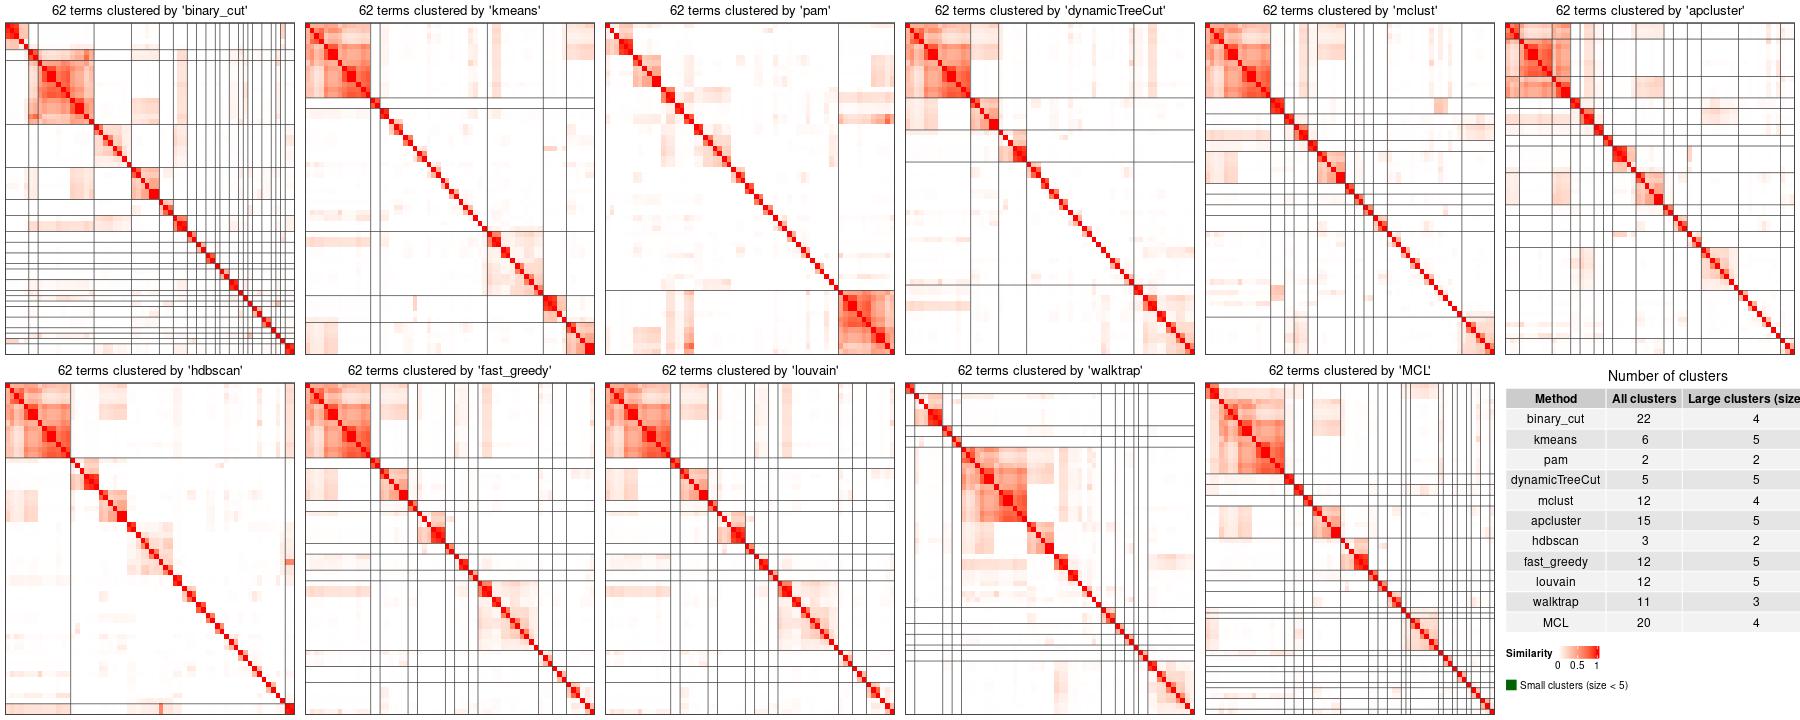 62 terms clustered by 'binary_cut'
62 terms clustered by 'kmeans'
62 terms clustered by 'pam'
62 terms clustered by 'dynamicTreeCut'
62 terms clustered by 'mclust'
62 terms clustered by 'apcluster'
62 terms clustered by 'hdbscan'
62 terms clustered by 'fast_greedy'
62 terms clustered by 'louvain'
62 terms clustered by 'walktrap'
62 terms clustered by 'MCL'
Number of clusters
Method All clusters Large clusters (size
binary_cut 22 4
kmeans 6 5
pam 2 2
dynamicTreeCut 5 5
mclust 12 4
apcluster 15 5
hdbscan 3 2
fast_greedy 12 5
louvain 12 5
walktrap 11 3
MCL 20 4
Similarity
0 0.5 1
Small clusters (size < 5)